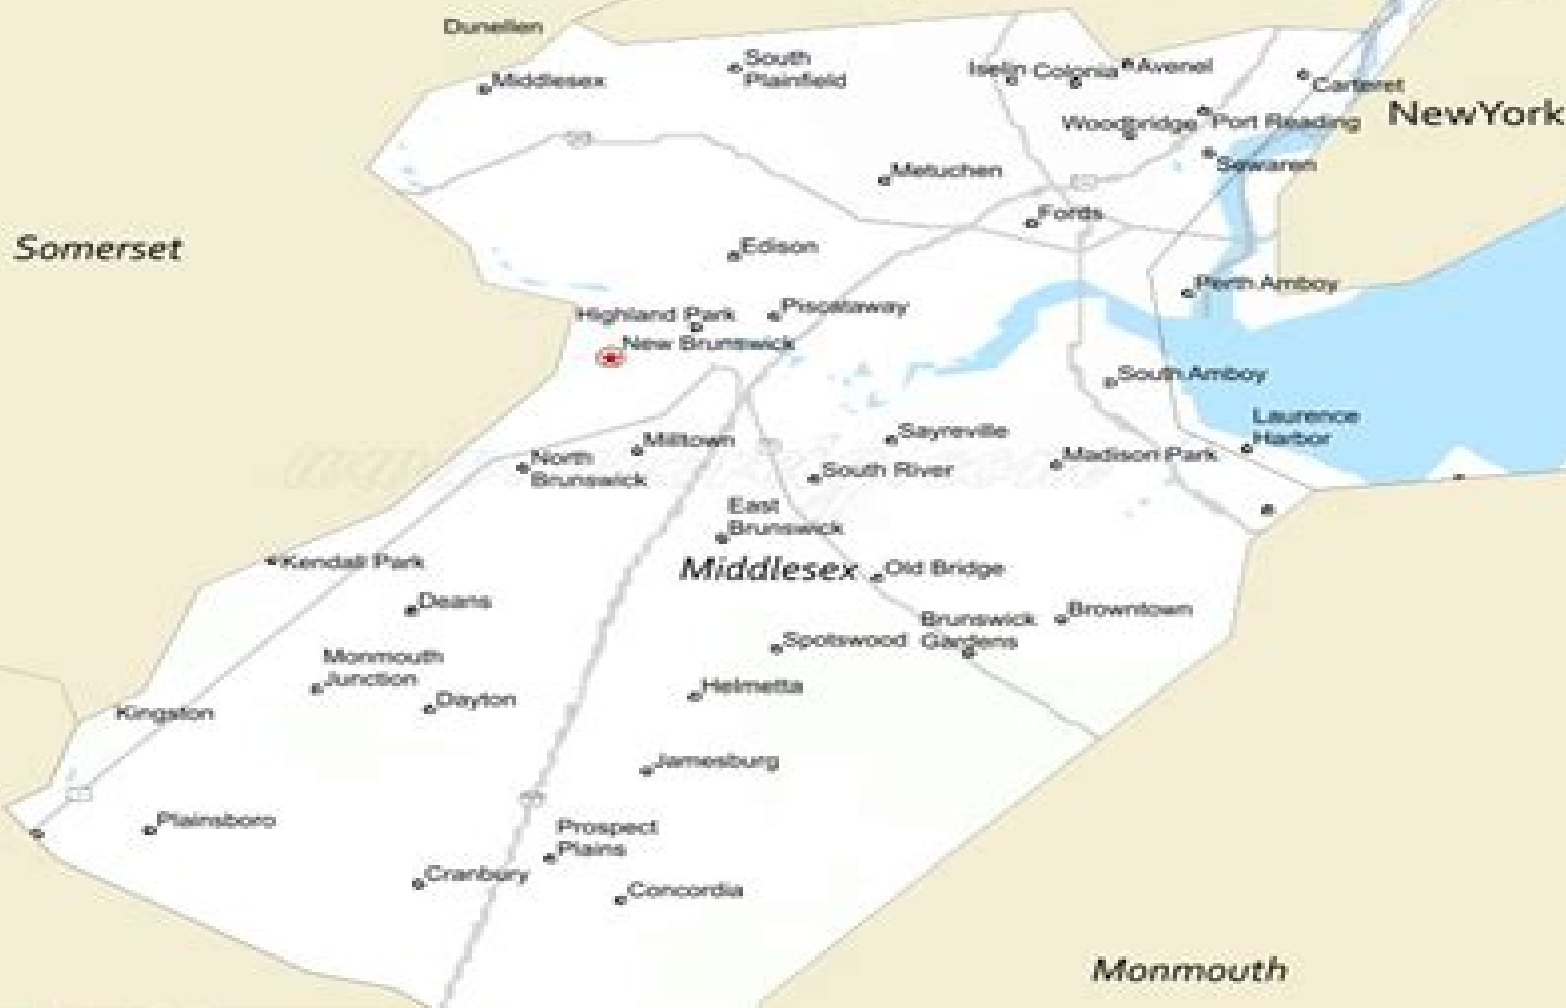 Dunellen
South
Plainfield
Middlesex
Iselin
Colonia
Avenel
Carteret
NewYork
Woodbridge
Port Reading
Sewaren
Metuchen
Fords
Somerset
Edison
Perth Amboy
Highland Park
Piscataway
New Brunswick
South Amboy
Laurence
Harbor
Milltown
Sayreville
North
Brunswick
South River
Madison Park
East
Brunswick
Middlesex
Old Bridge
Kendall Park
Deans
Brunswick
Gardens
Browntown
Spotswood
Monmouth
Junction
Helmetta
Dayton
Kingston
Jamesburg
Plainsboro
Prospect
Plains
Cranbury
Concordia
Monmouth